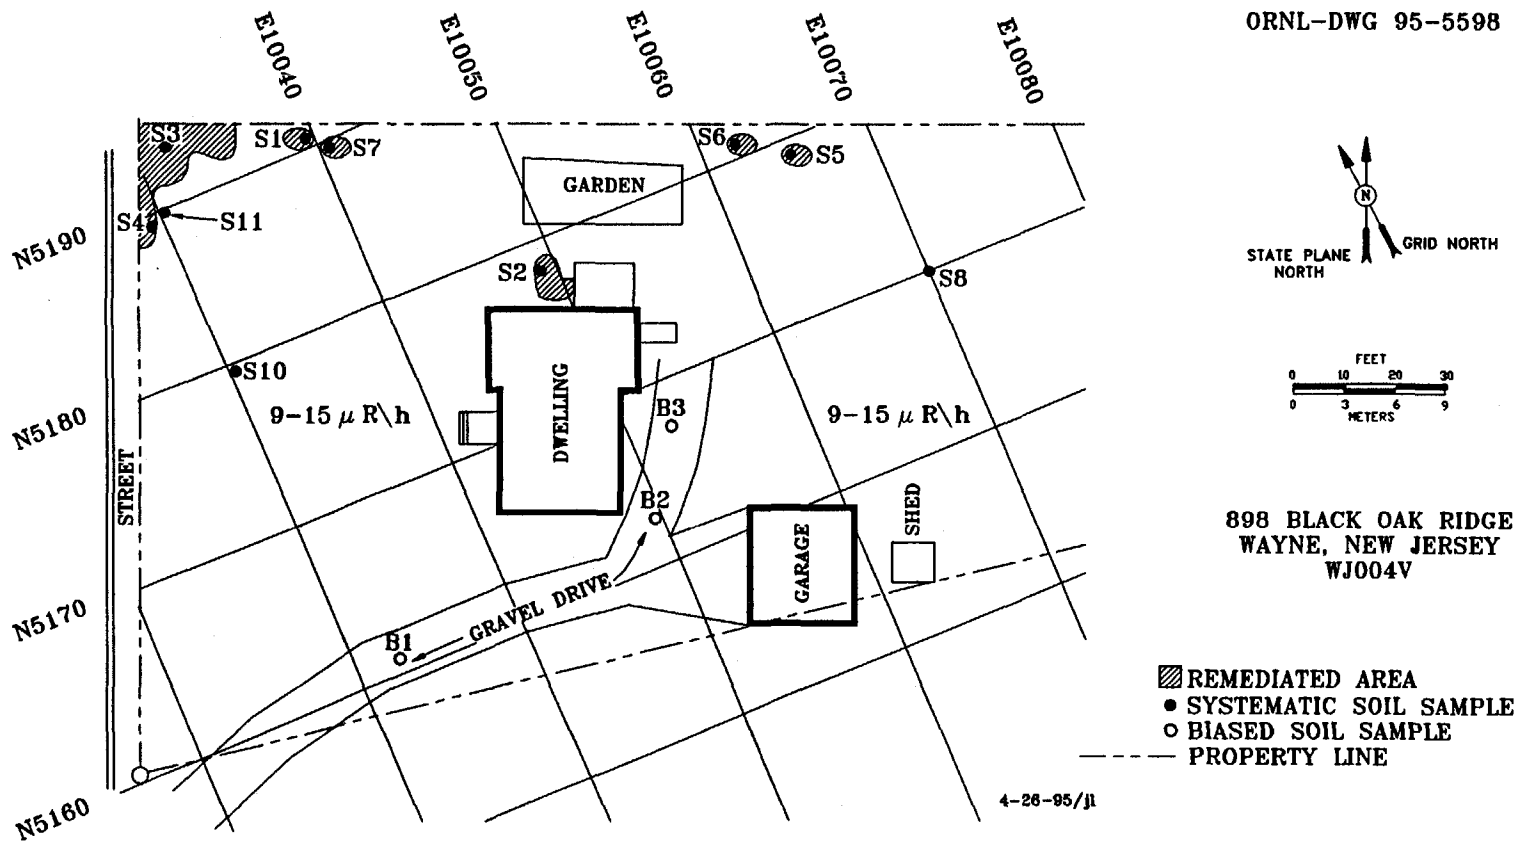 ORNL-DWG 95-5598
E10040
E10050
E10060
E10070
E10080
S3
S1
S7
S6
S5
GARDEN
S4
S11
N5190
S2
S8
N
STATE PLANE
NORTH
GRID NORTH
S10
DWELLING
FEET
0 10 20 30
0 3 6 9
METERS
9-15 μ R\h
B3
9-15 μ R\h
N5180
STREET
B2
SHED
GARAGE
898 BLACK OAK RIDGE
WAYNE, NEW JERSEY
WJ004V
N5170
GRAVEL DRIVE
B1
REMEDIATED AREA
SYSTEMATIC SOIL SAMPLE
BIASED SOIL SAMPLE
PROPERTY LINE
N5160
4-26-95/jl